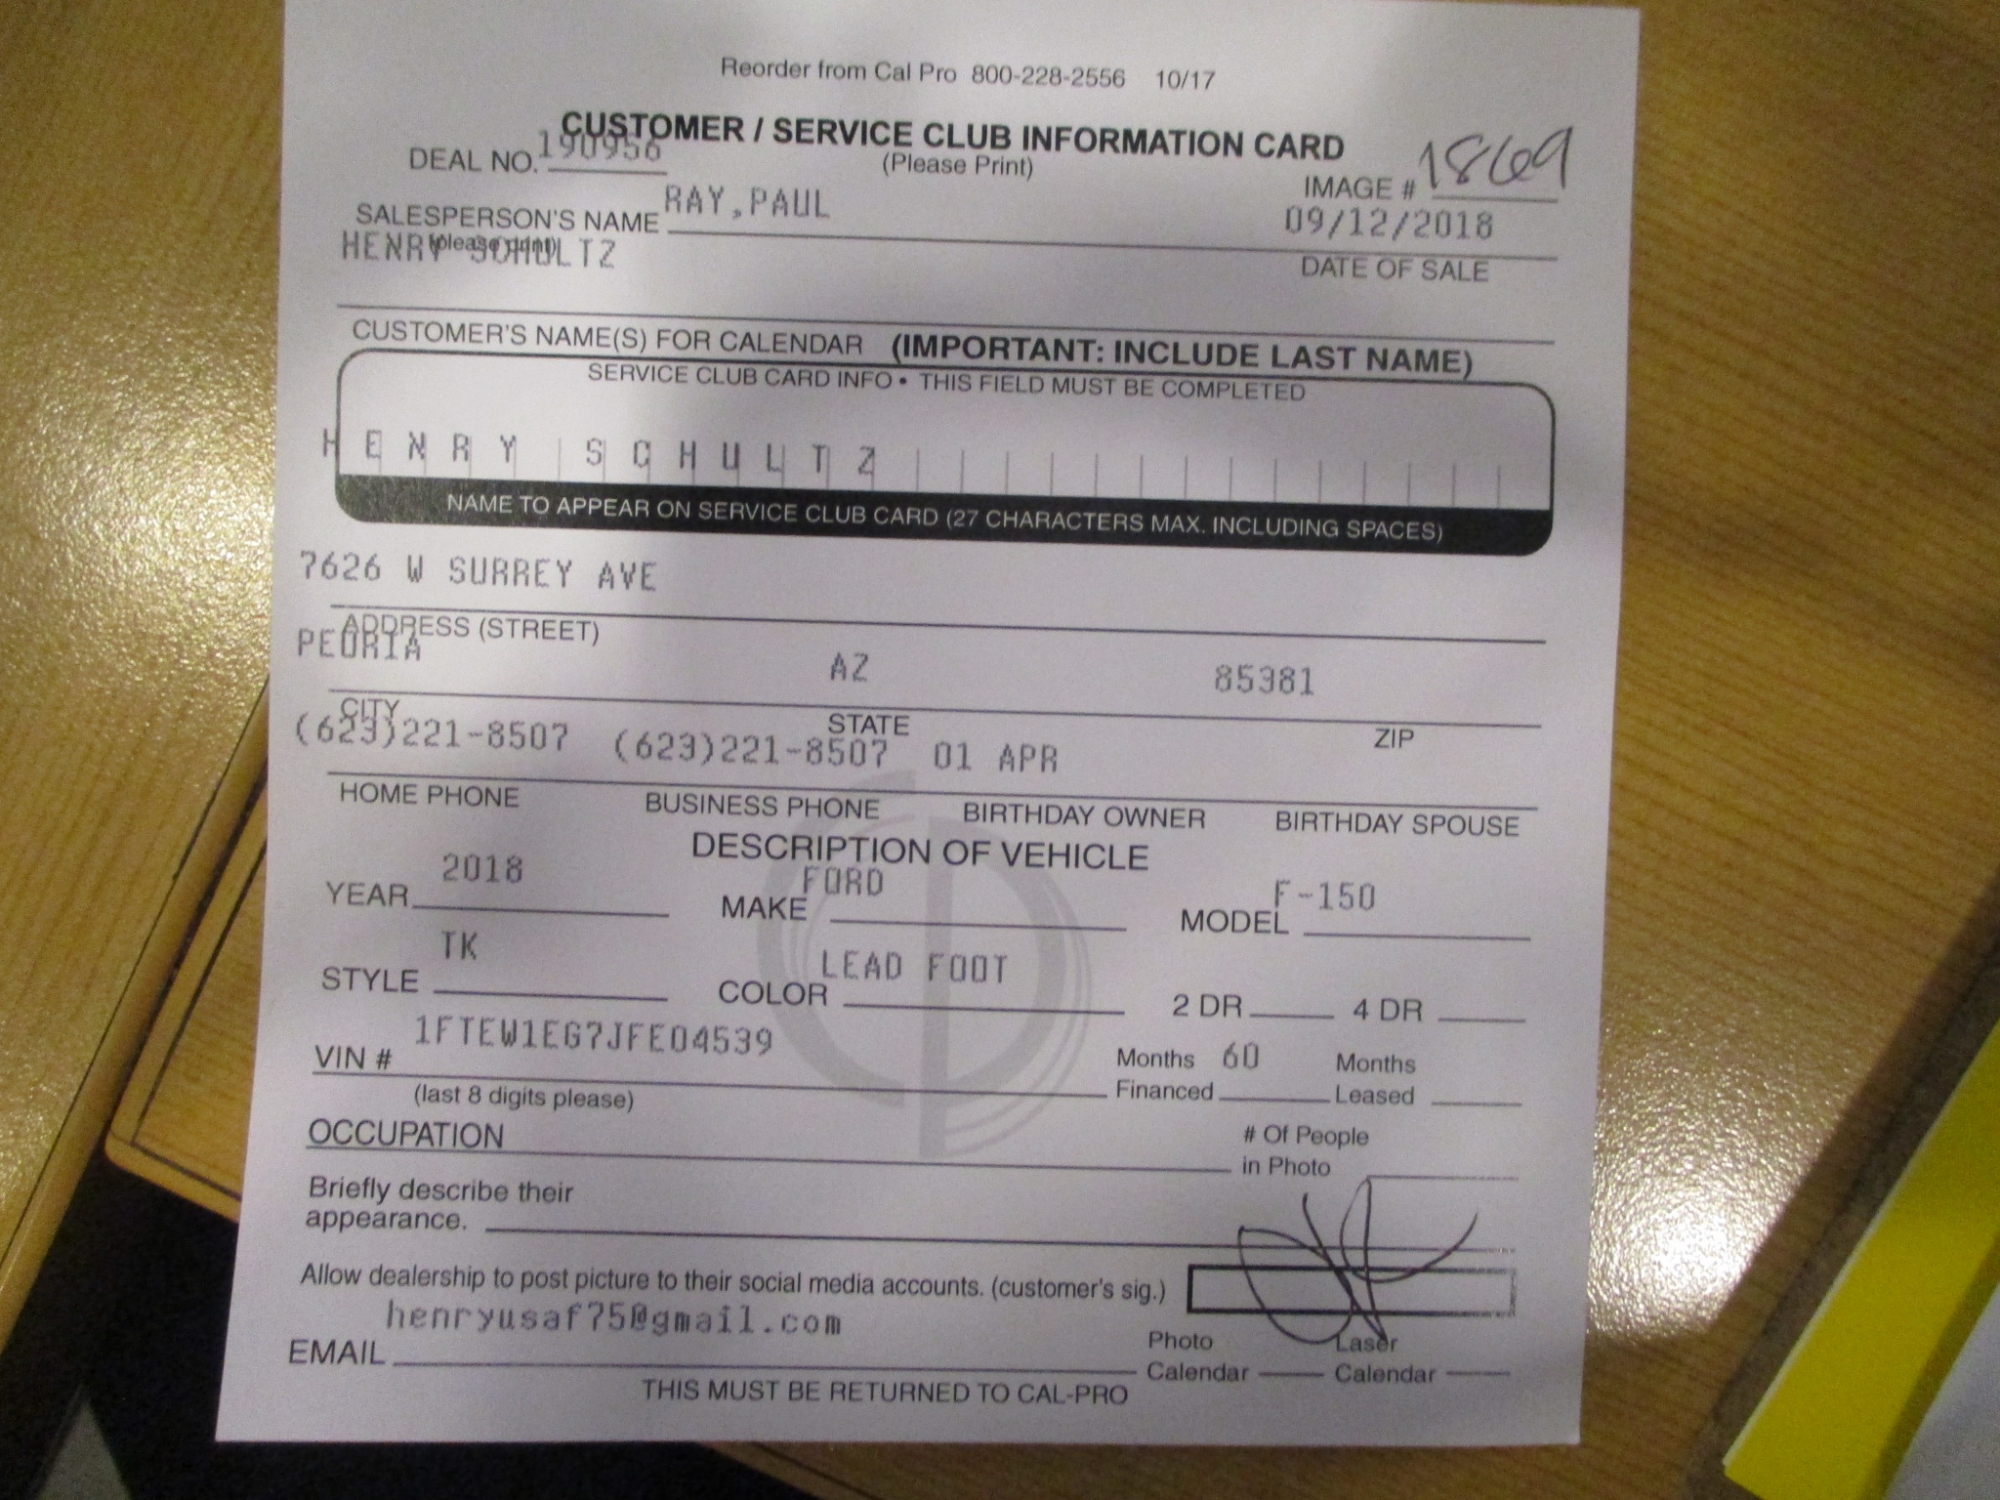 Reorder from Cal Pro 800-228-2556 10/17
CUSTOMER / SERVICE CLUB INFORMATION CARD
DEAL NO. 190956 (Please Print) IMAGE # 1869
SALESPERSON'S NAME RAY,PAUL 09/12/2018
(please print) DATE OF SALE
HENRY SCHULTZ
CUSTOMER'S NAME(S) FOR CALENDAR (IMPORTANT: INCLUDE LAST NAME)
SERVICE CLUB CARD INFO • THIS FIELD MUST BE COMPLETED
HENRY SCHULTZ
NAME TO APPEAR ON SERVICE CLUB CARD (27 CHARACTERS MAX. INCLUDING SPACES)
7626 W SURREY AVE
ADDRESS (STREET)
PEORIA AZ 85381
CITY STATE ZIP
(623)221-8507 (623)221-8507 01 APR
HOME PHONE BUSINESS PHONE BIRTHDAY OWNER BIRTHDAY SPOUSE
DESCRIPTION OF VEHICLE
YEAR 2018 MAKE FORD MODEL F-150
STYLE TK COLOR LEAD FOOT 2 DR 4 DR
VIN # 1FTEW1EG7JFE04539 Months Financed 60 Months Leased
(last 8 digits please)
OCCUPATION # Of People in Photo
Briefly describe their
appearance.
Allow dealership to post picture to their social media accounts. (customer's sig.)
EMAIL henryusaf75@gmail.com Photo Calendar Laser Calendar
THIS MUST BE RETURNED TO CAL-PRO